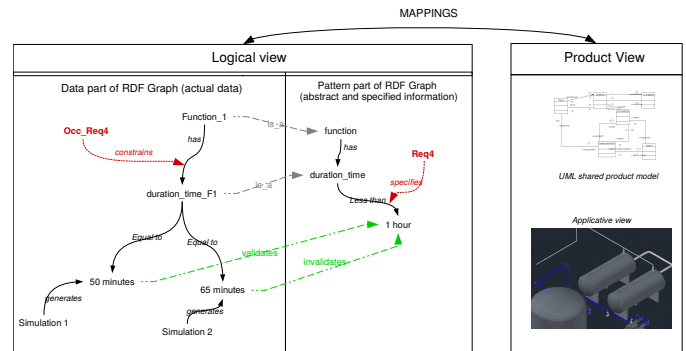 MAPPINGS
Logical view
Product View
Data part of RDF Graph (actual data)
Pattern part of RDF Graph
(abstract and specified information)
Function_1
is_a
function
Occ_Req4
has
has
Req4
constrains
duration_time
specifies
duration_time_F1
is_a
Less than
UML shared product model
1 hour
Applicative view
Equal to
Equal to
validates
invalidates
50 minutes
65 minutes
generates
generates
Simulation 1
Simulation 2